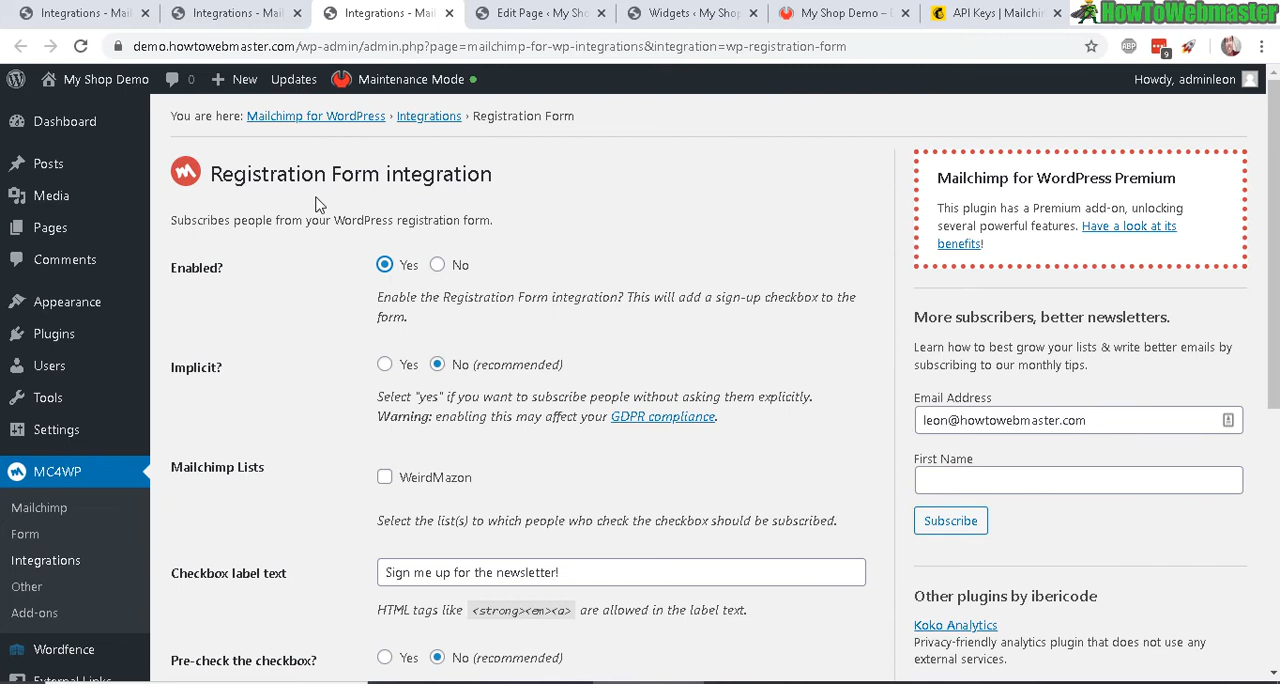 Integrations - Mai
Integrations - Mail
Integrations - Mail
Edit Page ‹ My Sho
Widgets ‹ My Shop
My Shop Demo –
API Keys | Mailchim
HowToWebmaster
demo.howtowebmaster.com/wp-admin/admin.php?page=mailchimp-for-wp-integrations&integration=wp-registration-form
ABP
9
My Shop Demo
0
New
Updates
Maintenance Mode
Howdy, adminleon
Dashboard
Posts
Media
Pages
Comments
Appearance
Plugins
Users
Tools
Settings
MC4WP
Mailchimp
Form
Integrations
Other
Add-ons
Wordfence
External Links
You are here: Mailchimp for WordPress › Integrations › Registration Form
Registration Form integration
Subscribes people from your WordPress registration form.
Enabled?
Yes
No
Enable the Registration Form integration? This will add a sign-up checkbox to the
form.
Implicit?
Yes
No (recommended)
Select "yes" if you want to subscribe people without asking them explicitly.
Warning: enabling this may affect your GDPR compliance.
Mailchimp Lists
WeirdMazon
Select the list(s) to which people who check the checkbox should be subscribed.
Checkbox label text
Sign me up for the newsletter!
HTML tags like <strong><em><a> are allowed in the label text.
Pre-check the checkbox?
Yes
No (recommended)
Mailchimp for WordPress Premium
This plugin has a Premium add-on, unlocking
several powerful features. Have a look at its
benefits!
More subscribers, better newsletters.
Learn how to best grow your lists & write better emails by
subscribing to our monthly tips.
Email Address
leon@howtowebmaster.com
First Name
Subscribe
Other plugins by ibericode
Koko Analytics
Privacy-friendly analytics plugin that does not use any
external services.